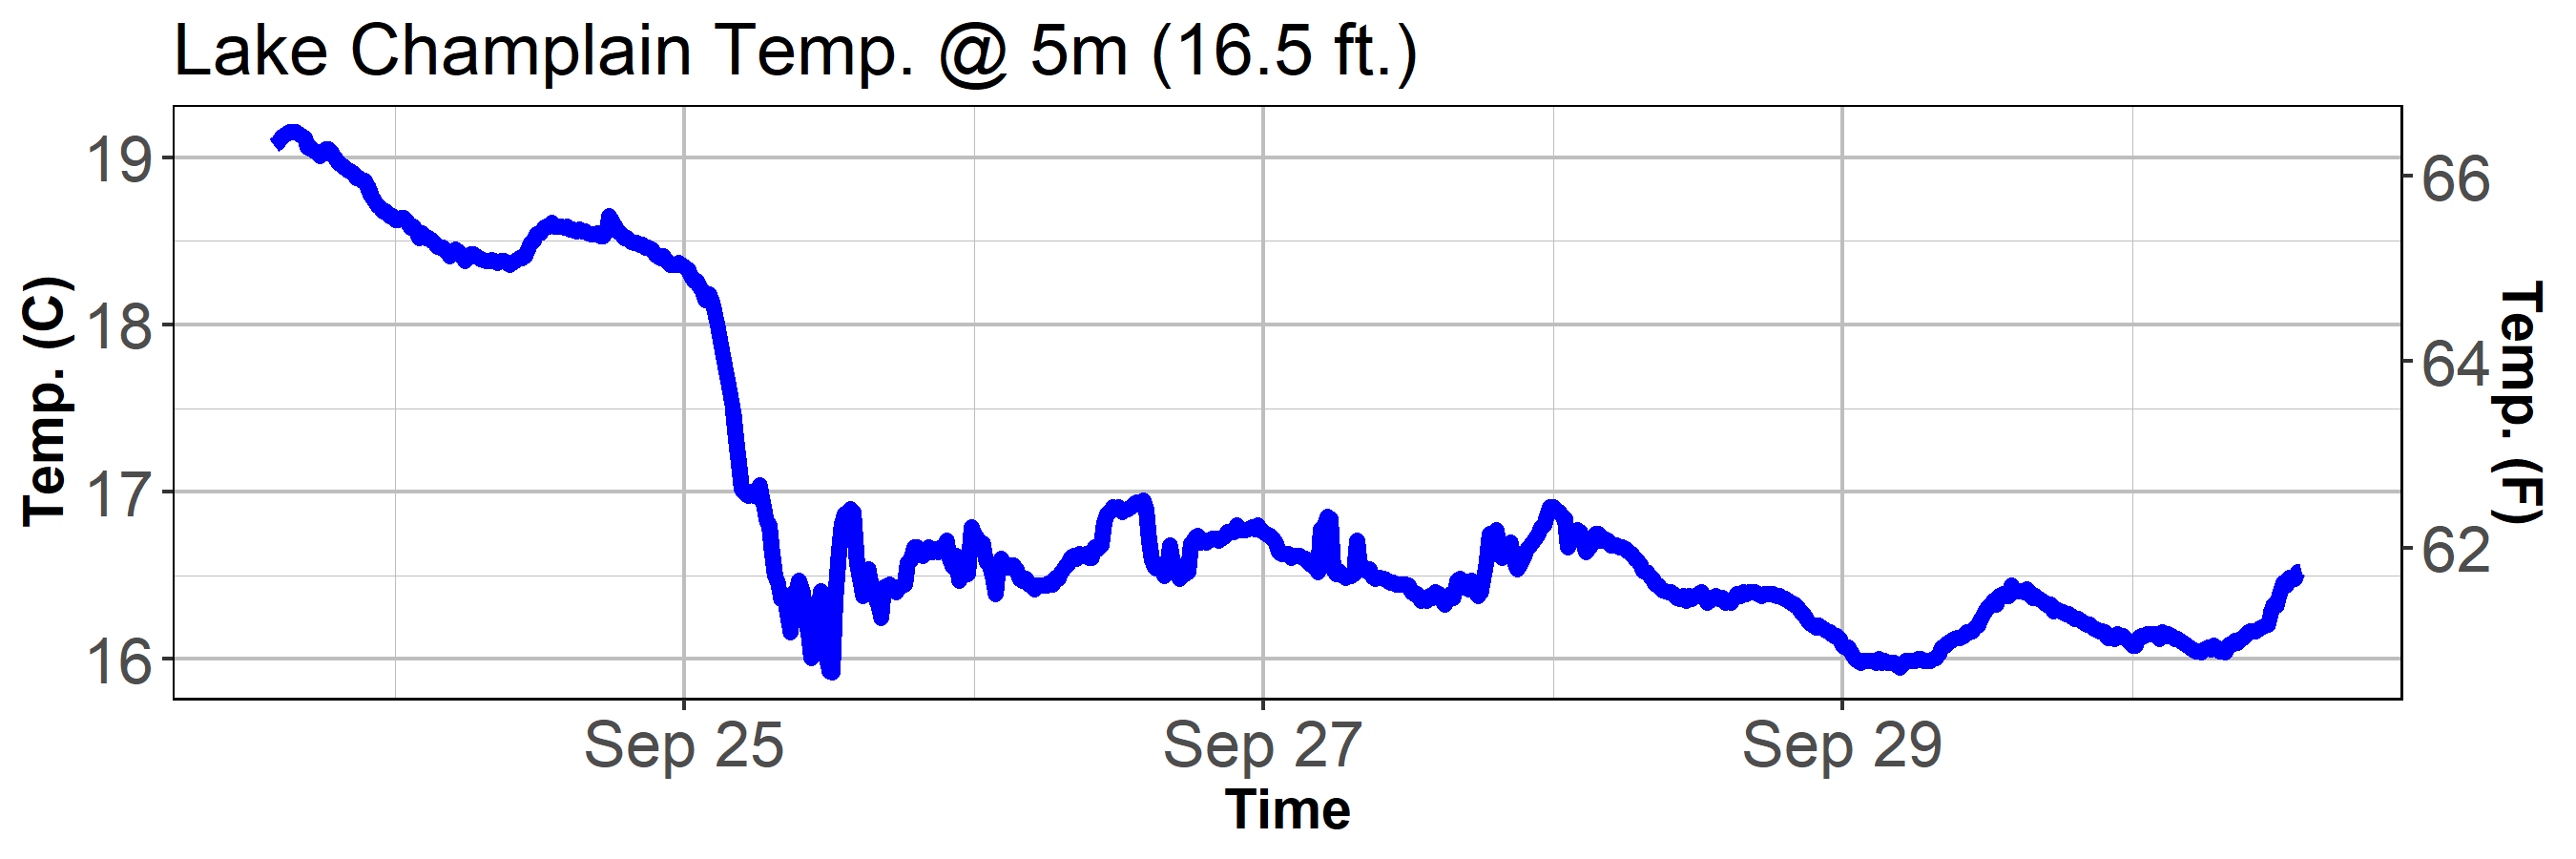 Lake Champlain Temp. @ 5m (16.5 ft.)
Temp. (C)
19
18
17
16
66
64
62
Temp. (F)
Sep 25 Sep 27 Sep 29
Time